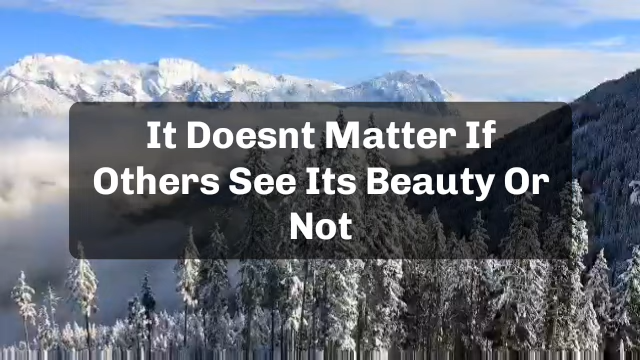 It Doesnt Matter If
Others See Its Beauty Or
Not